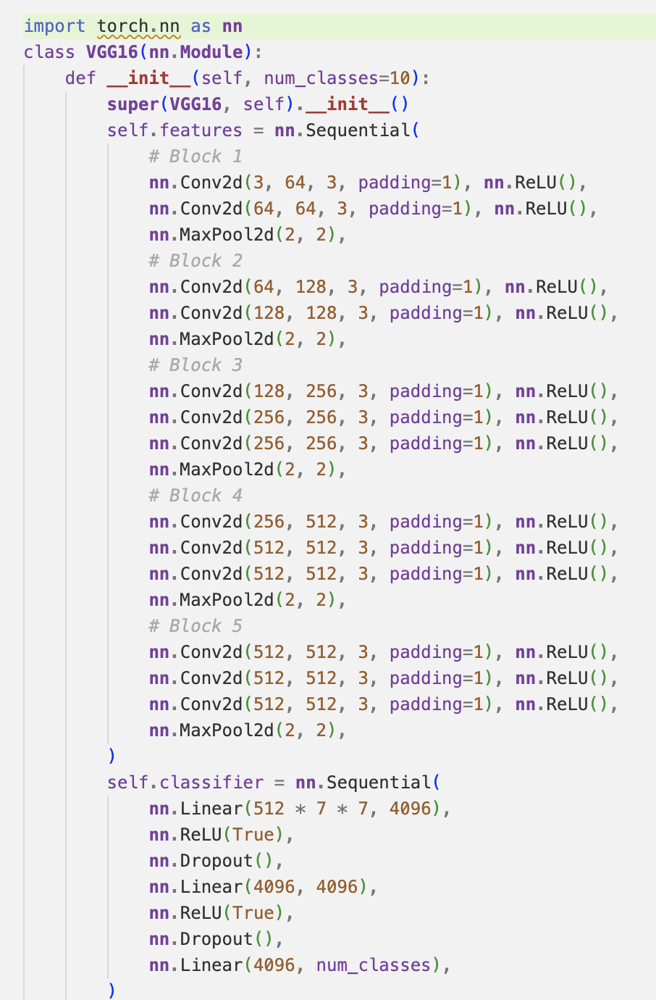 import torch.nn as nn
class VGG16(nn.Module):
    def __init__(self, num_classes=10):
        super(VGG16, self).__init__()
        self.features = nn.Sequential(
            # Block 1
            nn.Conv2d(3, 64, 3, padding=1), nn.ReLU(),
            nn.Conv2d(64, 64, 3, padding=1), nn.ReLU(),
            nn.MaxPool2d(2, 2),
            # Block 2
            nn.Conv2d(64, 128, 3, padding=1), nn.ReLU(),
            nn.Conv2d(128, 128, 3, padding=1), nn.ReLU(),
            nn.MaxPool2d(2, 2),
            # Block 3
            nn.Conv2d(128, 256, 3, padding=1), nn.ReLU(),
            nn.Conv2d(256, 256, 3, padding=1), nn.ReLU(),
            nn.Conv2d(256, 256, 3, padding=1), nn.ReLU(),
            nn.MaxPool2d(2, 2),
            # Block 4
            nn.Conv2d(256, 512, 3, padding=1), nn.ReLU(),
            nn.Conv2d(512, 512, 3, padding=1), nn.ReLU(),
            nn.Conv2d(512, 512, 3, padding=1), nn.ReLU(),
            nn.MaxPool2d(2, 2),
            # Block 5
            nn.Conv2d(512, 512, 3, padding=1), nn.ReLU(),
            nn.Conv2d(512, 512, 3, padding=1), nn.ReLU(),
            nn.Conv2d(512, 512, 3, padding=1), nn.ReLU(),
            nn.MaxPool2d(2, 2),
        )
        self.classifier = nn.Sequential(
            nn.Linear(512 * 7 * 7, 4096),
            nn.ReLU(True),
            nn.Dropout(),
            nn.Linear(4096, 4096),
            nn.ReLU(True),
            nn.Dropout(),
            nn.Linear(4096, num_classes),
        )